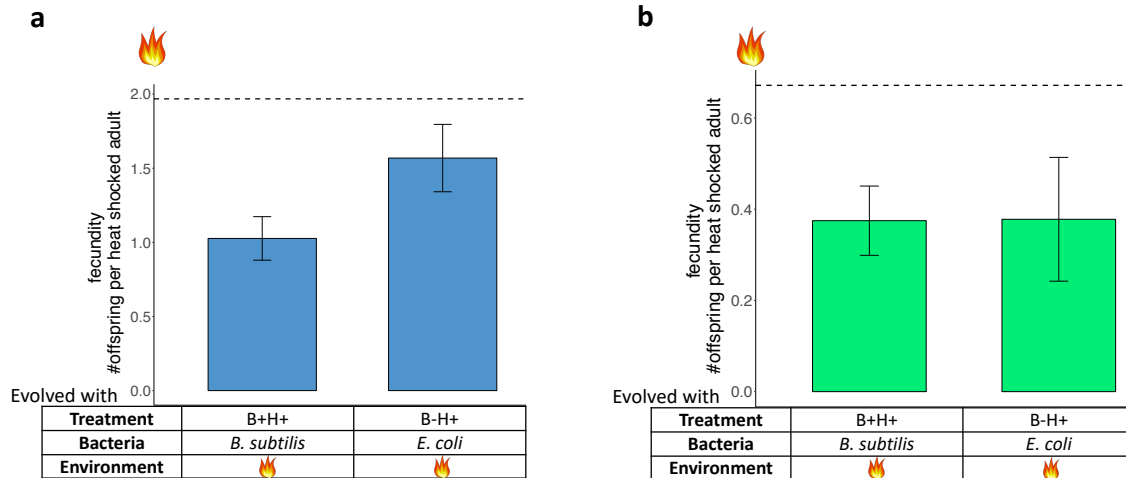 a
fecundity
#offspring per heat shocked adult
2.0
1.5
1.0
0.5
0.0
Evolved with
Treatment B+H+ B-H+
Bacteria B. subtilis E. coli
Environment
b
fecundity
#offspring per heat shocked adult
0.6
0.4
0.2
0.0
Evolved with
Treatment B+H+ B-H+
Bacteria B. subtilis E. coli
Environment